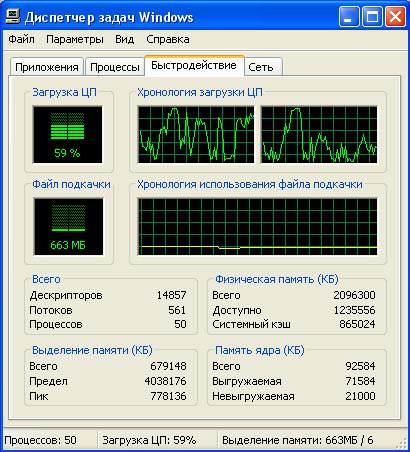 Диспетчер задач Windows
Файл Параметры Вид Справка
Приложения Процессы Быстродействие Сеть
Загрузка ЦП
59 %
Хронология загрузки ЦП
Файл подкачки
663 МБ
Хронология использования файла подкачки
Всего
Дескрипторов 14857
Потоков 561
Процессов 50
Физическая память (КБ)
Всего 2096300
Доступно 1235556
Системный кэш 865024
Выделение памяти (КБ)
Всего 679148
Предел 4038176
Пик 778136
Память ядра (КБ)
Всего 92584
Выгружаемая 71584
Невыгружаемая 21000
Процессов: 50 Загрузка ЦП: 59% Выделение памяти: 663МБ / 6